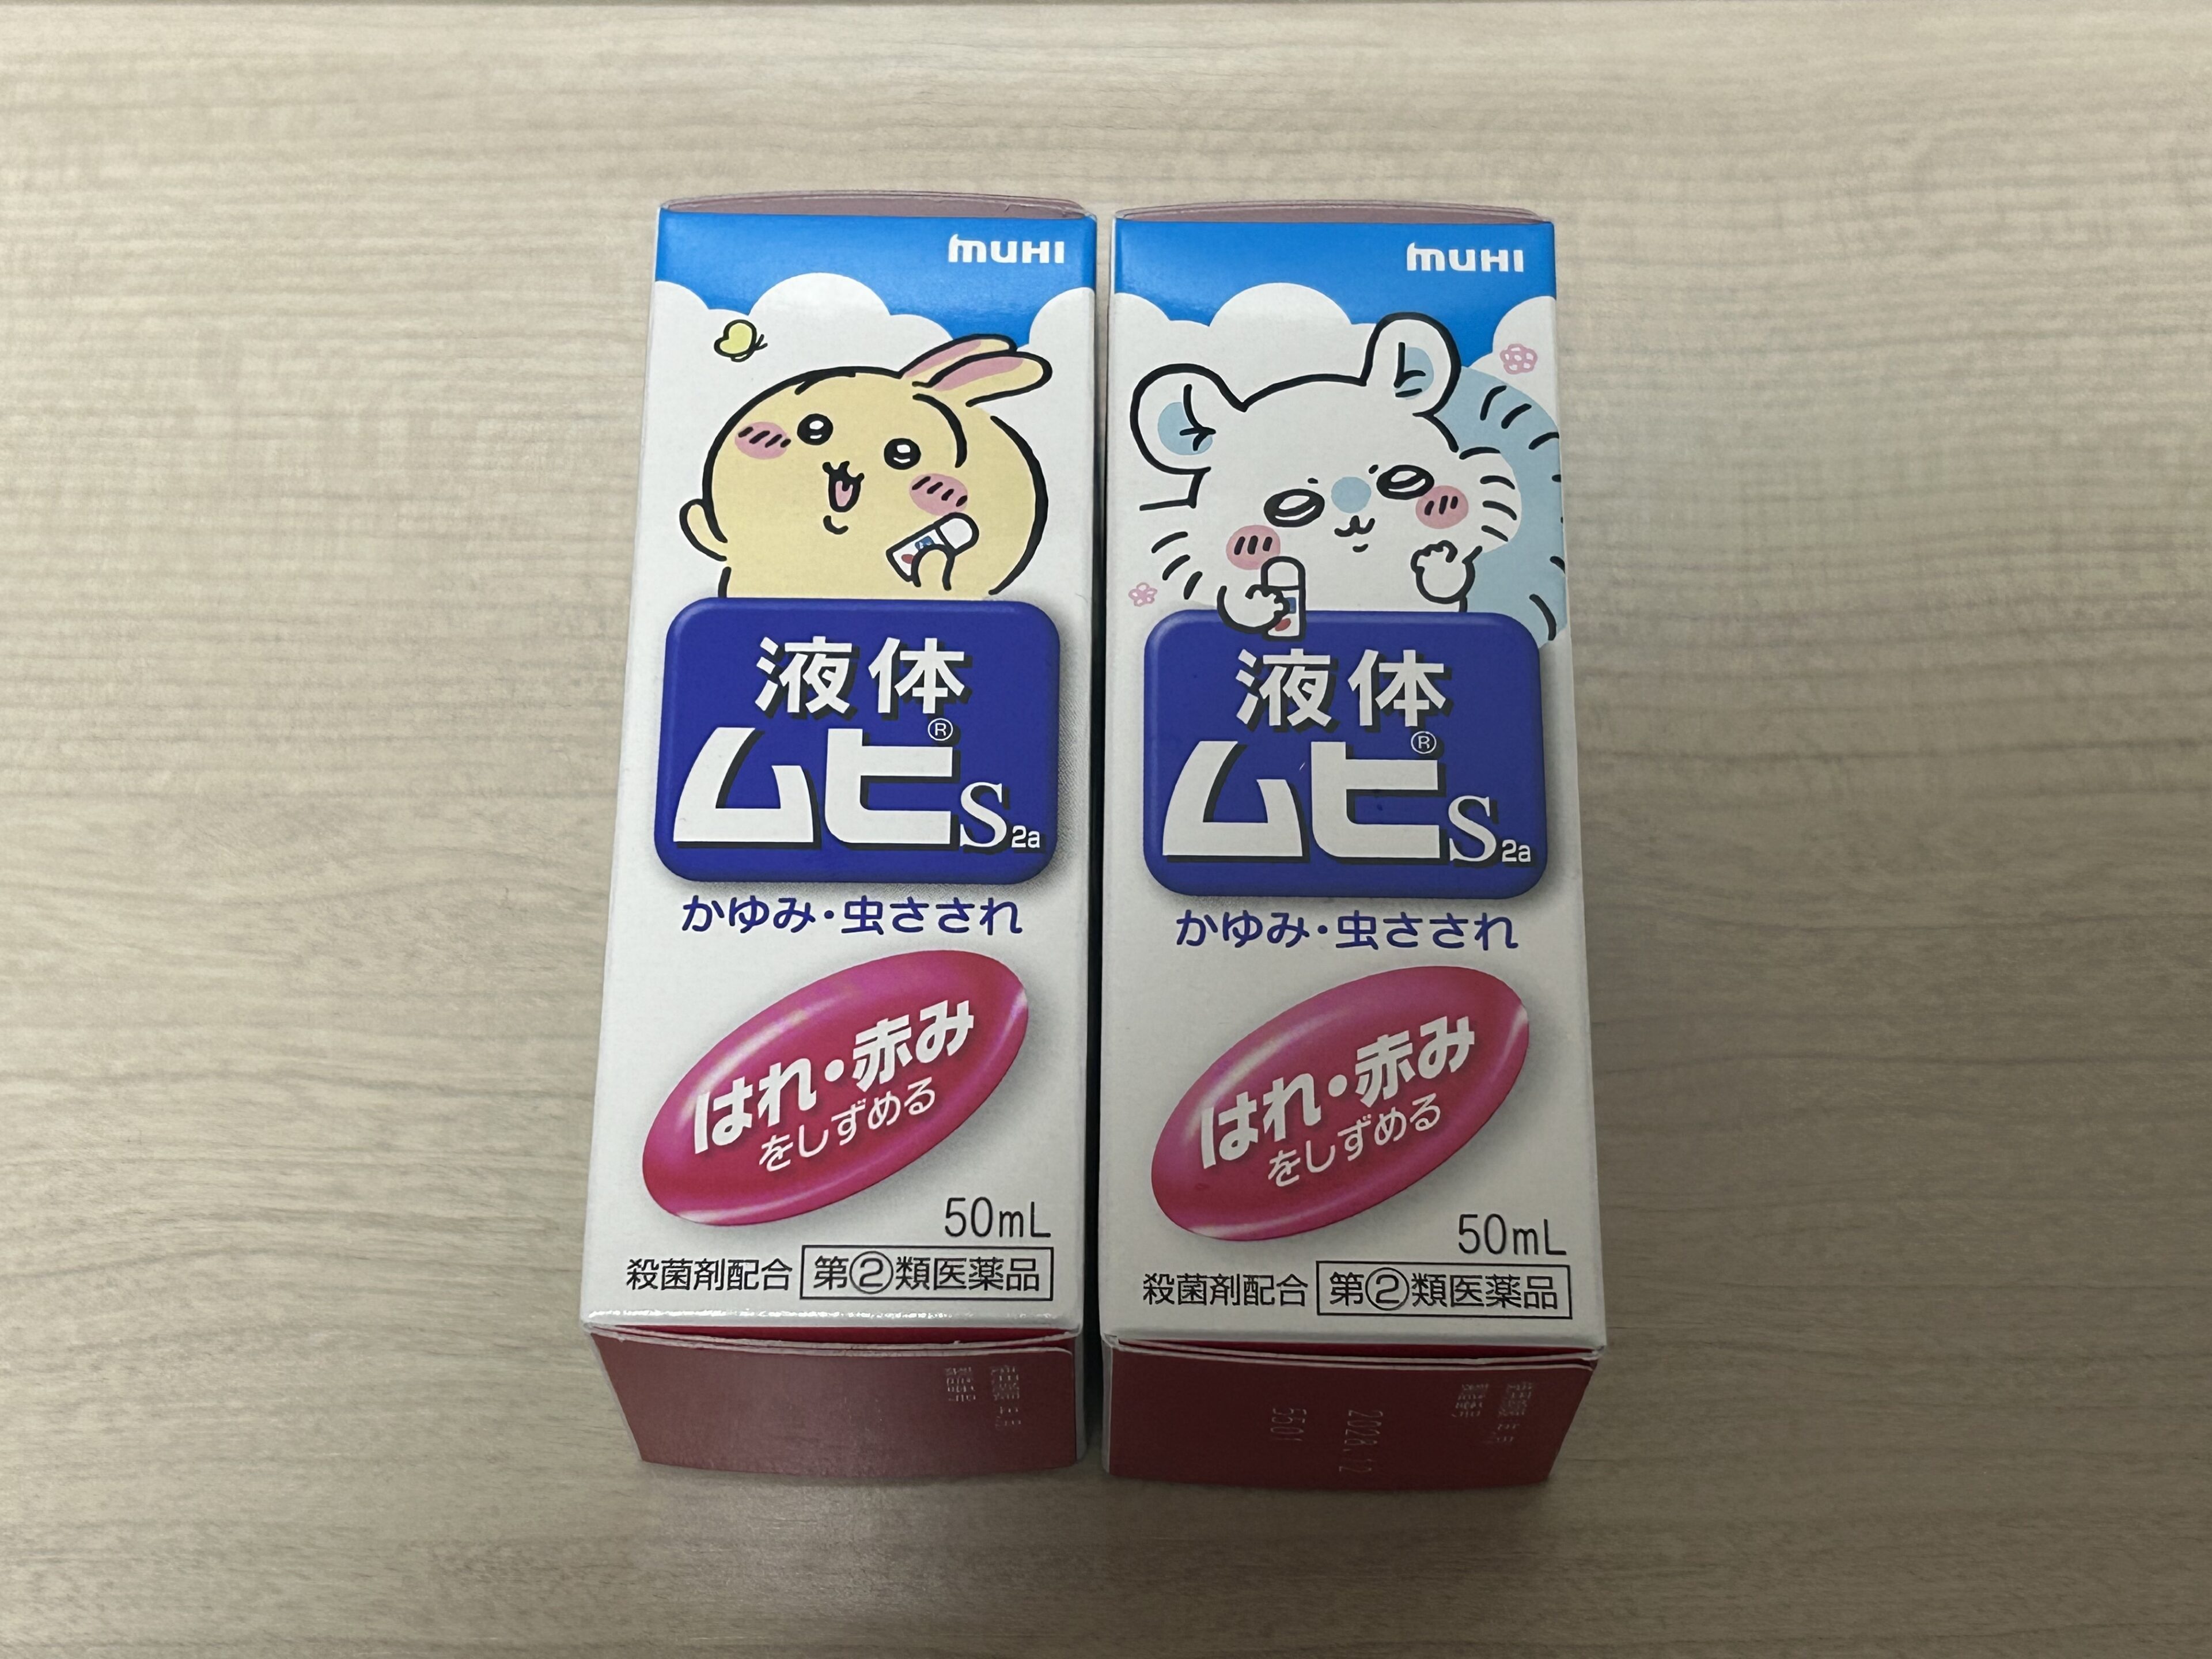 muHI
液体
ムヒ®S2a
かゆみ・虫さされ
はれ・赤み
をしずめる
50mL
殺菌剤配合 第②類医薬品
muHI
液体
ムヒ®S2a
かゆみ・虫さされ
はれ・赤み
をしずめる
50mL
殺菌剤配合 第②類医薬品
2028.12
5601